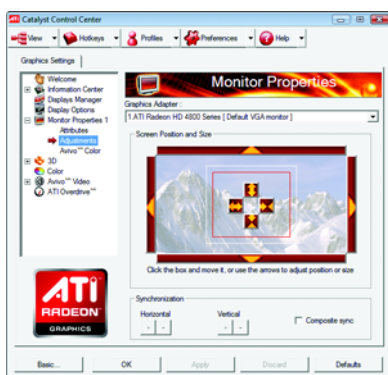 Catalyst Control Center
View Hotkeys Profiles Preferences Help
Graphics Settings
Welcome
Information Center
Displays Manager
Display Options
Monitor Properties 1
Attributes
Adjustments
Avivo™ Color
3D
Color
Avivo™ Video
ATI Overdrive™
Monitor Properties
Graphics Adapter:
1.ATI Radeon HD 4800 Series [ Default VGA monitor ]
Screen Position and Size
Click the box and move it, or use the arrows to adjust position or size
Synchronization
Horizontal Vertical
- - - -
Composite sync
ATI
RADEON
GRAPHICS
Basic... OK Apply Discard Defaults